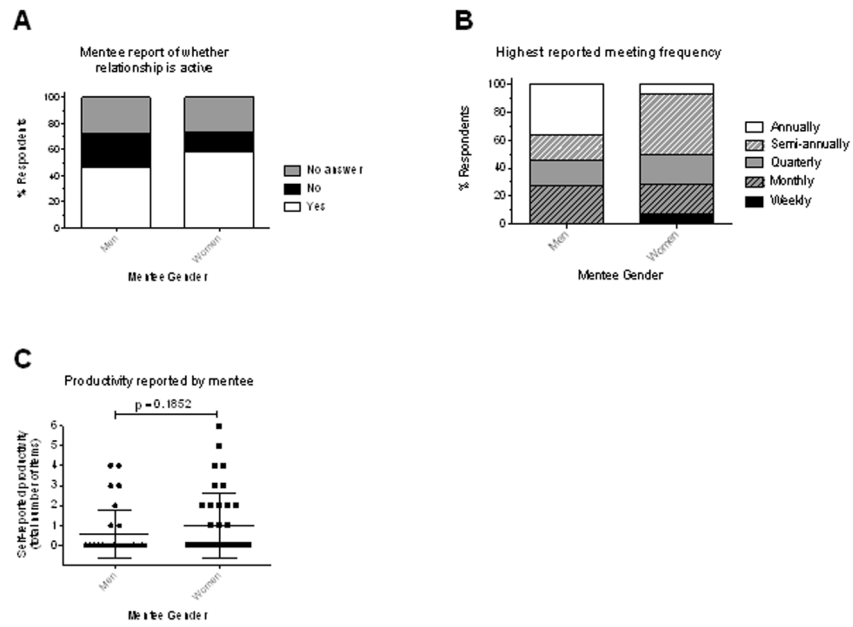 A
Mentee report of whether
relationship is active
% Respondents
100
80
60
40
20
0
Men
Women
Mentee Gender
No answer
No
Yes
B
Highest reported meeting frequency
% Respondents
100
80
60
40
20
0
Men
Women
Mentee Gender
Annually
Semi-annually
Quarterly
Monthly
Weekly
C
Productivity reported by mentee
p=0.1852
Self-reported productivity
(total number of items)
6
5
4
3
2
1
0
Men
Women
Mentee Gender